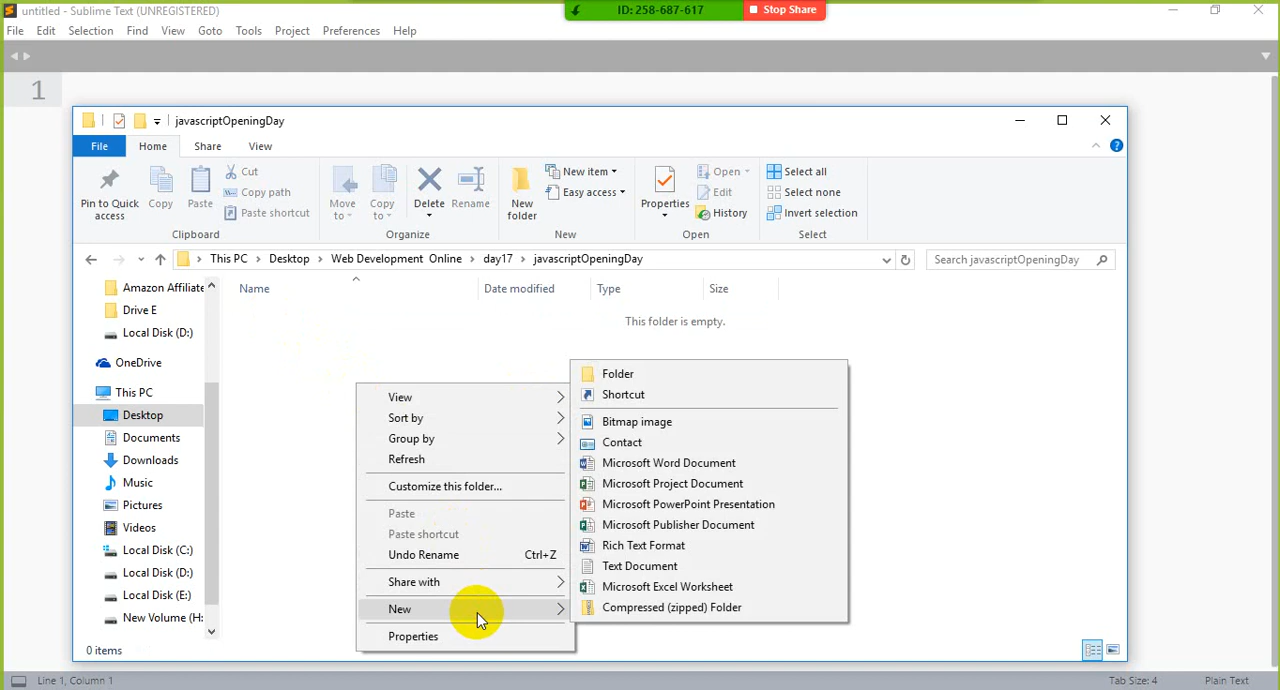 untitled - Sublime Text (UNREGISTERED)
ID: 258-687-617
Stop Share
File Edit Selection Find View Goto Tools Project Preferences Help
1
javascriptOpeningDay
File Home Share View
Pin to Quick access
Copy
Paste
Cut
Copy path
Paste shortcut
Clipboard
Move to
Copy to
Delete
Rename
Organize
New folder
New item
Easy access
New
Properties
Open
Edit
History
Open
Select all
Select none
Invert selection
Select
This PC Desktop Web Development Online day17 javascriptOpeningDay
Search javascriptOpeningDay
Name Date modified Type Size
This folder is empty.
Amazon Affiliate
Drive E
Local Disk (D:)
OneDrive
This PC
Desktop
Documents
Downloads
Music
Pictures
Videos
Local Disk (C:)
Local Disk (D:)
Local Disk (E:)
New Volume (H:
View
Sort by
Group by
Refresh
Customize this folder...
Paste
Paste shortcut
Undo Rename Ctrl+Z
Share with
New
Properties
Folder
Shortcut
Bitmap image
Contact
Microsoft Word Document
Microsoft Project Document
Microsoft PowerPoint Presentation
Microsoft Publisher Document
Rich Text Format
Text Document
Microsoft Excel Worksheet
Compressed (zipped) Folder
0 items
Line 1, Column 1
Tab Size: 4
Plain Text